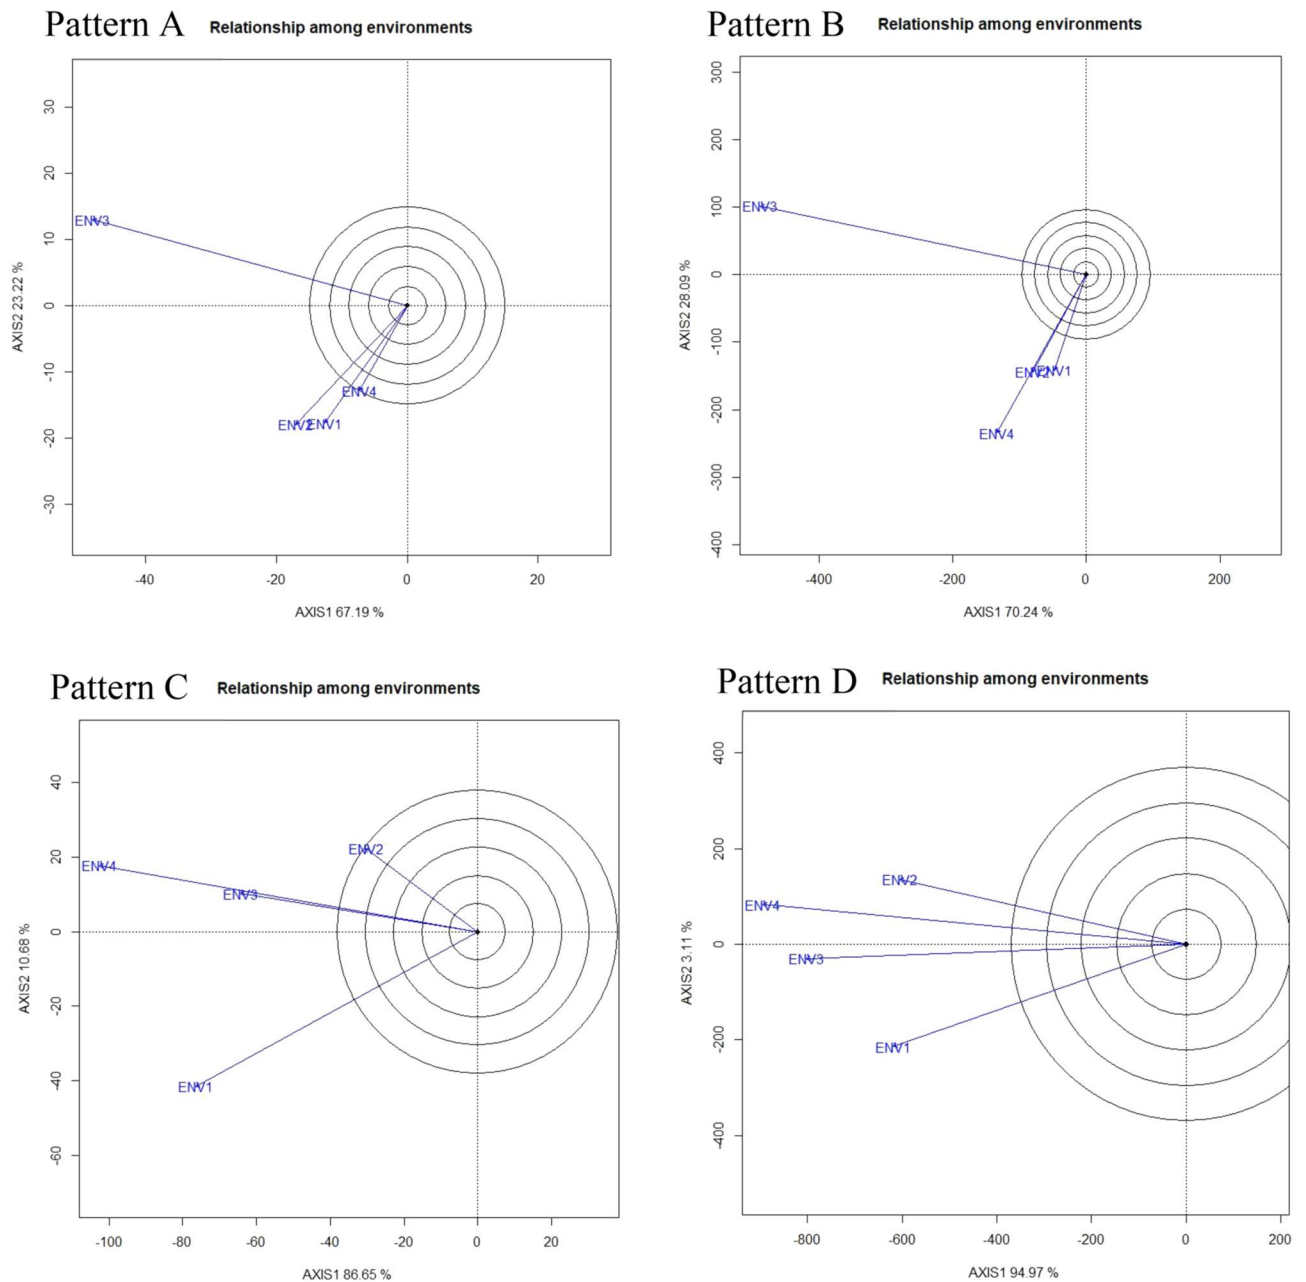 Pattern A Relationship among environments
30
20
10
0
-10
-20
-30
AXIS2 23.22 %
ENV3
ENV4
ENV2
ENV1
-40 -20 0 20
AXIS1 67.19 %
Pattern B Relationship among environments
300
200
100
0
-100
-200
-300
-400
AXIS2 28.09 %
ENV3
ENV2
ENV1
ENV4
-400 -200 0 200
AXIS1 70.24 %
Pattern C Relationship among environments
40
20
0
-20
-40
-60
AXIS2 10.68 %
ENV2
ENV4
ENV3
ENV1
-100 -80 -60 -40 -20 0 20
AXIS1 86.65 %
Pattern D Relationship among environments
400
200
0
-200
-400
AXIS2 3.11 %
ENV2
ENV4
ENV3
ENV1
-800 -600 -400 -200 0 200
AXIS1 94.97 %